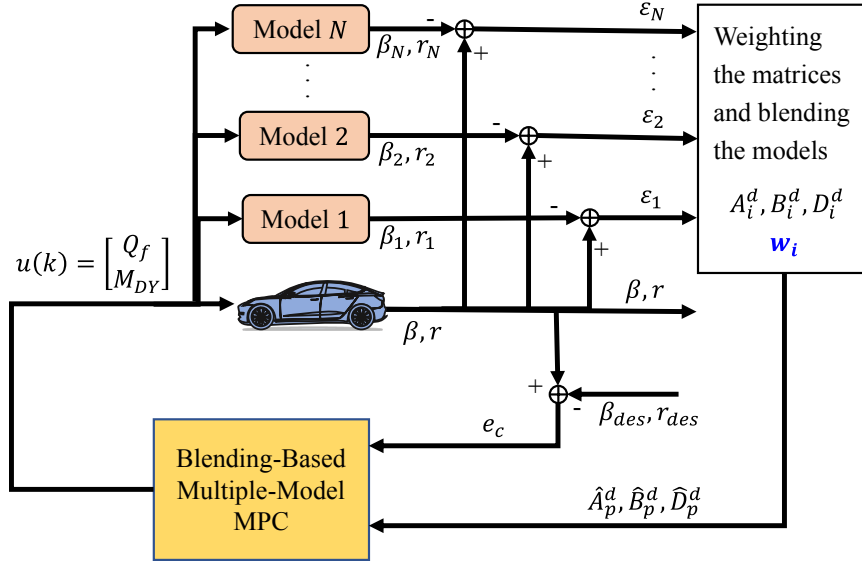 Model N
-
β_N, r_N
+
ε_N
Weighting
the matrices
and blending
the models
A_i^d, B_i^d, D_i^d
w_i
Model 2
-
β_2, r_2
+
ε_2
Model 1
-
β_1, r_1
+
ε_1
u(k) = [Q_f
M_DY]
β, r
β, r
+
-
β_des, r_des
e_c
Blending-Based
Multiple-Model
MPC
Â_p^d, B̂_p^d, D̂_p^d